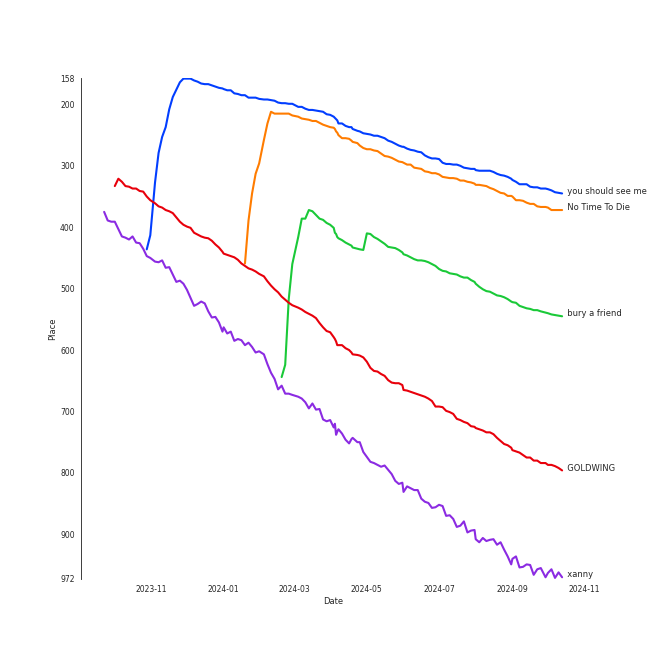 158
200
300
400
500
600
700
800
900
972
Place
you should see me
No Time To Die
bury a friend
GOLDWING
xanny
2023-11
2024-01
2024-03
2024-05
2024-07
2024-09
2024-11
Date